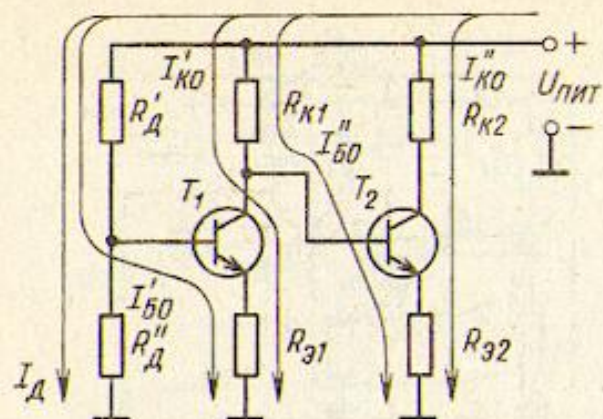 I'КО
I''КО
+
UПИТ
−
R'Д
RК1
I''БО
RК2
T1
T2
I'БО
R''Д
IД
RЭ1
RЭ2